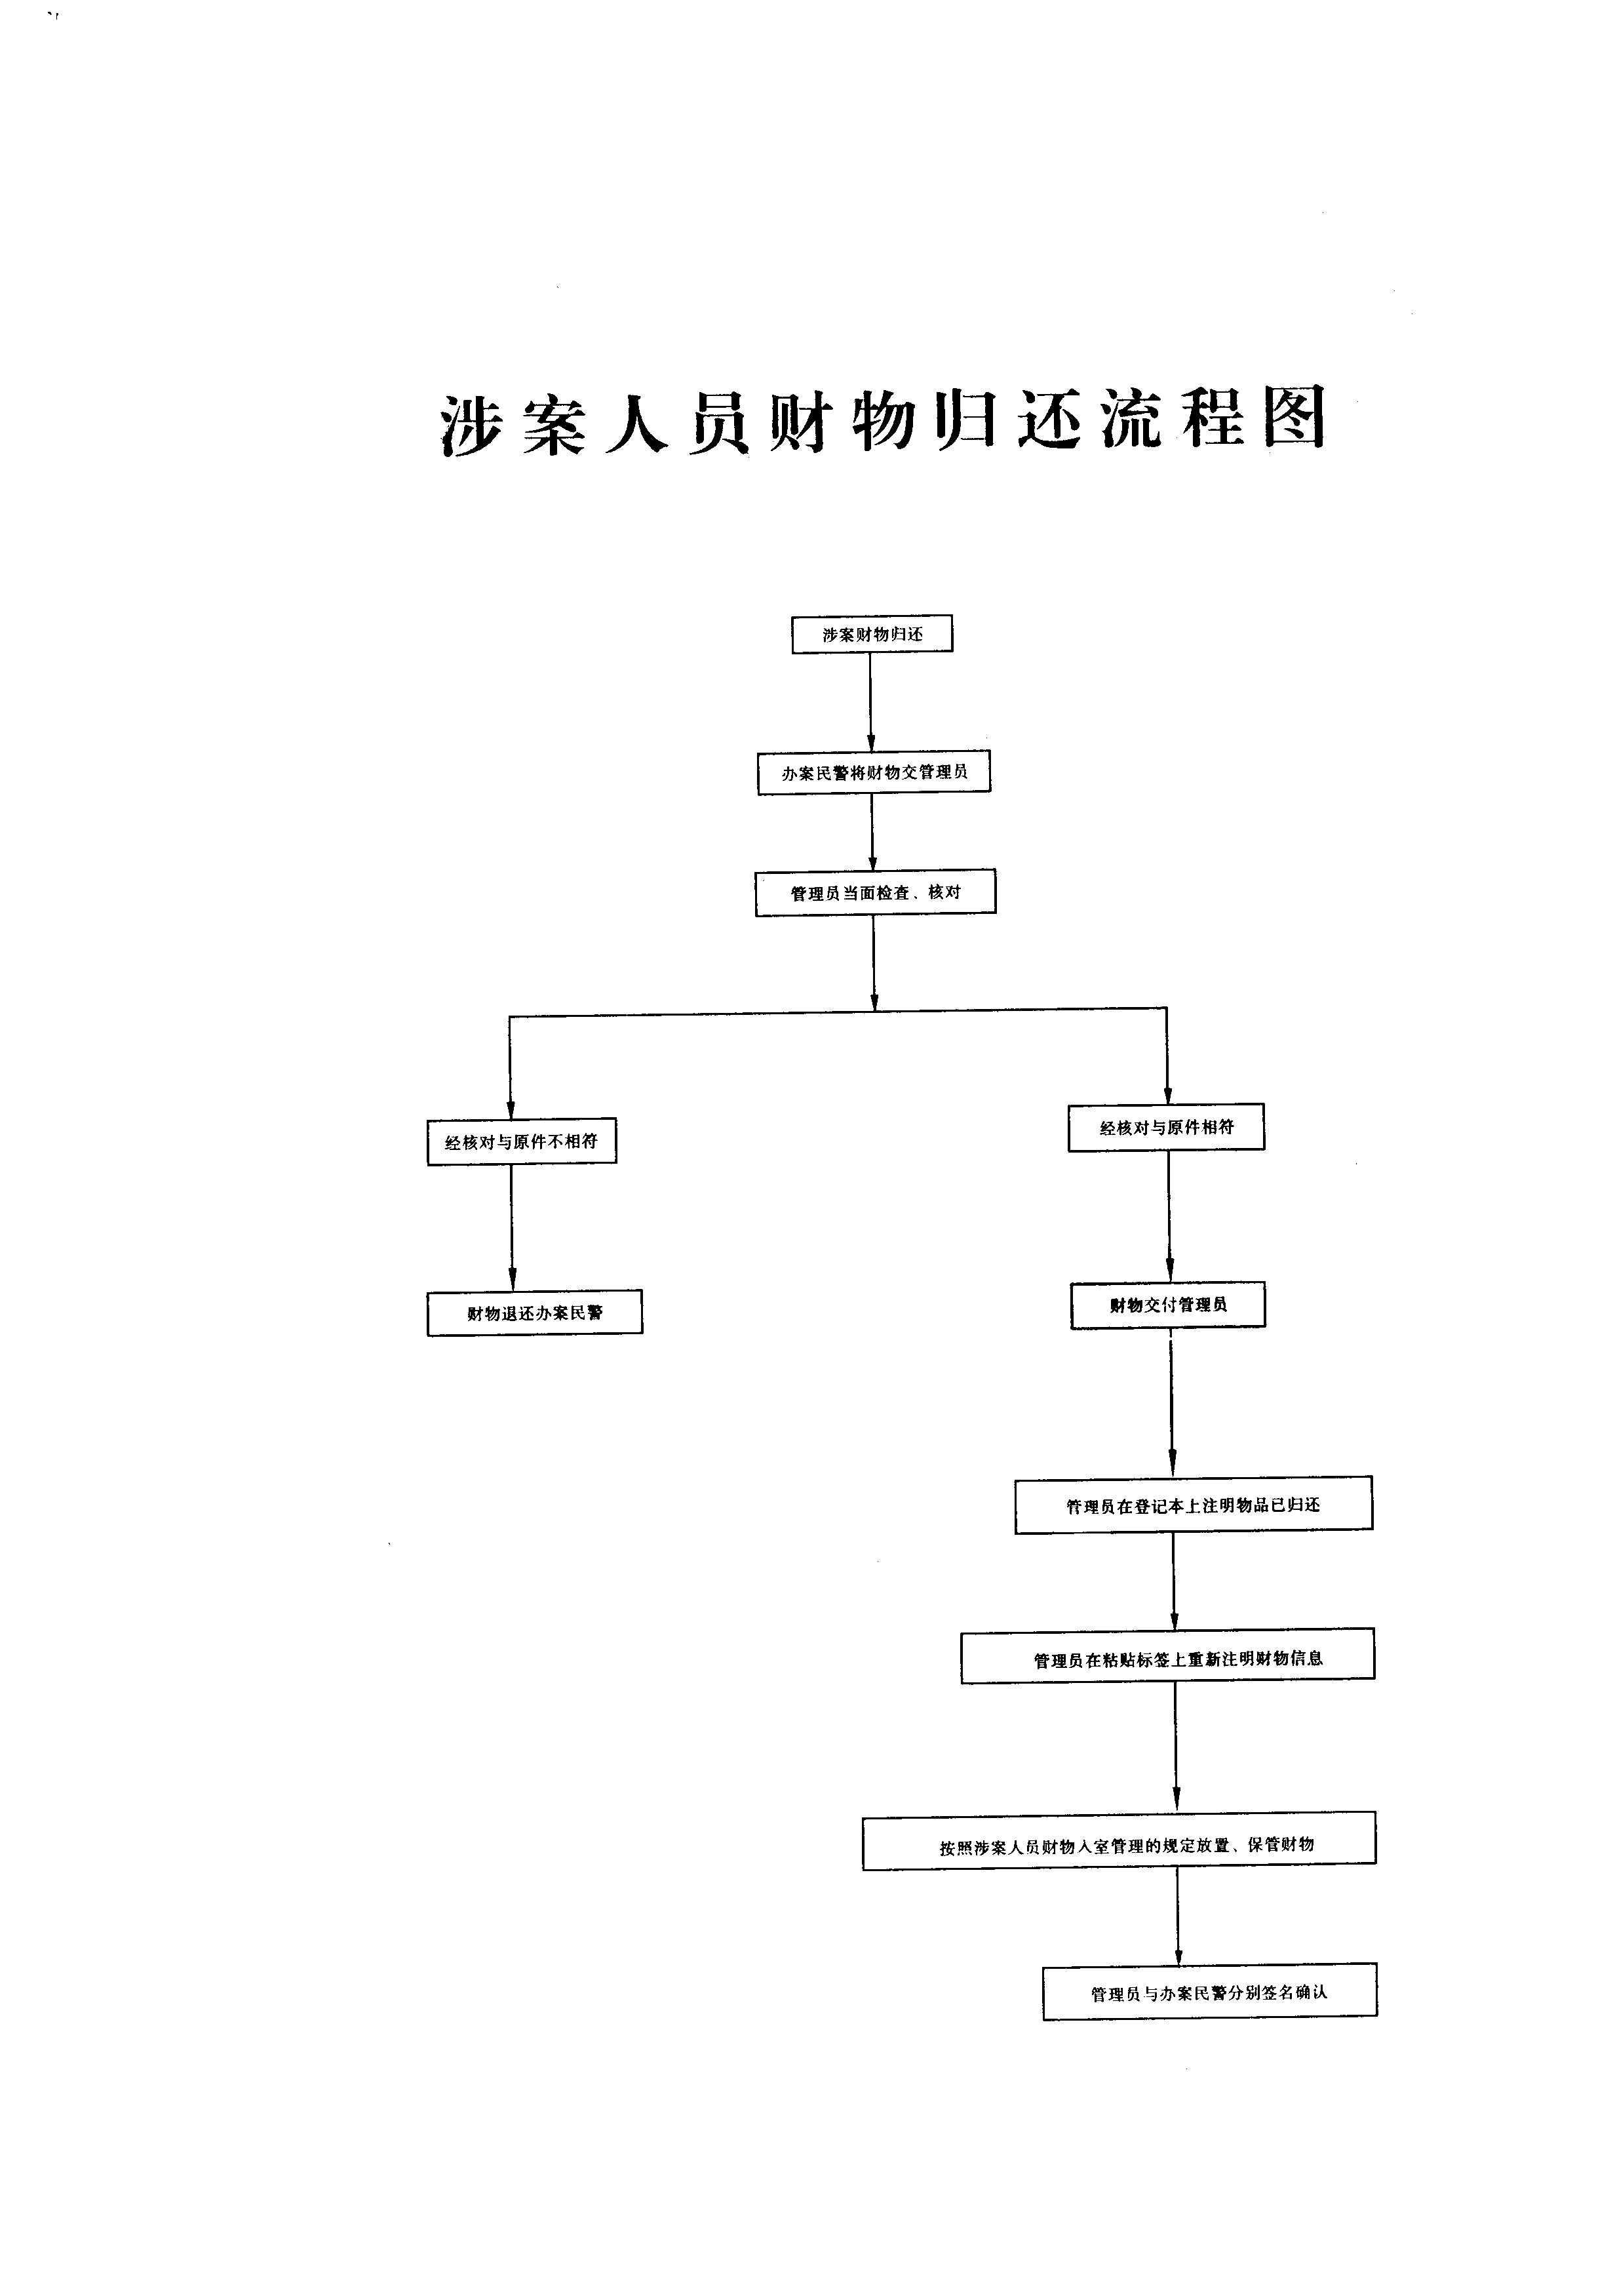 涉案人员财物归还流程图
涉案财物归还
办案民警将财物交管理员
管理员当面检查、核对
经核对与原件不相符
经核对与原件相符
财物退还办案民警
财物交付管理员
管理员在登记本上注明物品已归还
管理员在粘贴标签上重新注明财物信息
按照涉案人员财物入室管理的规定放置、保管财物
管理员与办案民警分别签名确认